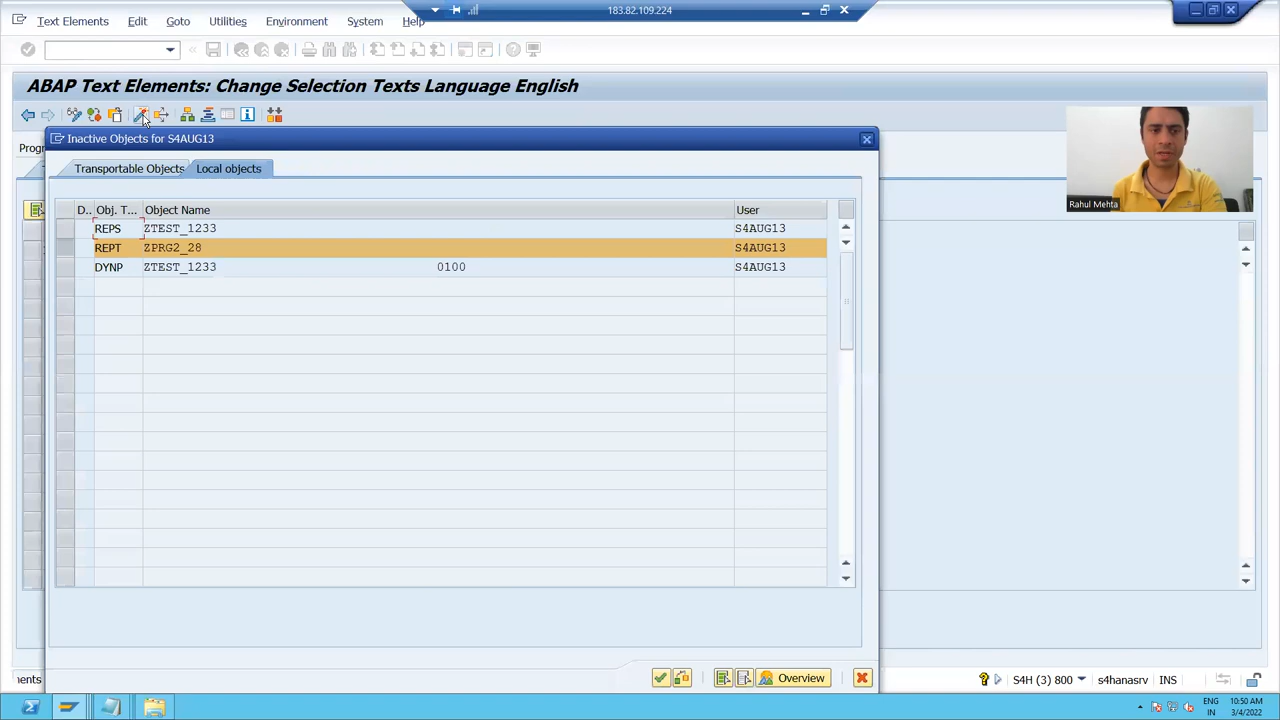 183.82.109.224
Text Elements Edit Goto Utilities Environment System Help
ABAP Text Elements: Change Selection Texts Language English
Prog
Inactive Objects for S4AUG13
Transportable Objects Local objects
D.. Obj. T... Object Name User
REPS ZTEST_1233 S4AUG13
REPT ZPRG2_28 S4AUG13
DYNP ZTEST_1233 0100 S4AUG13
Rahul Mehta
Overview
ments
S4H (3) 800 s4hanasrv INS
ENG
IN
10:50 AM
3/4/2022